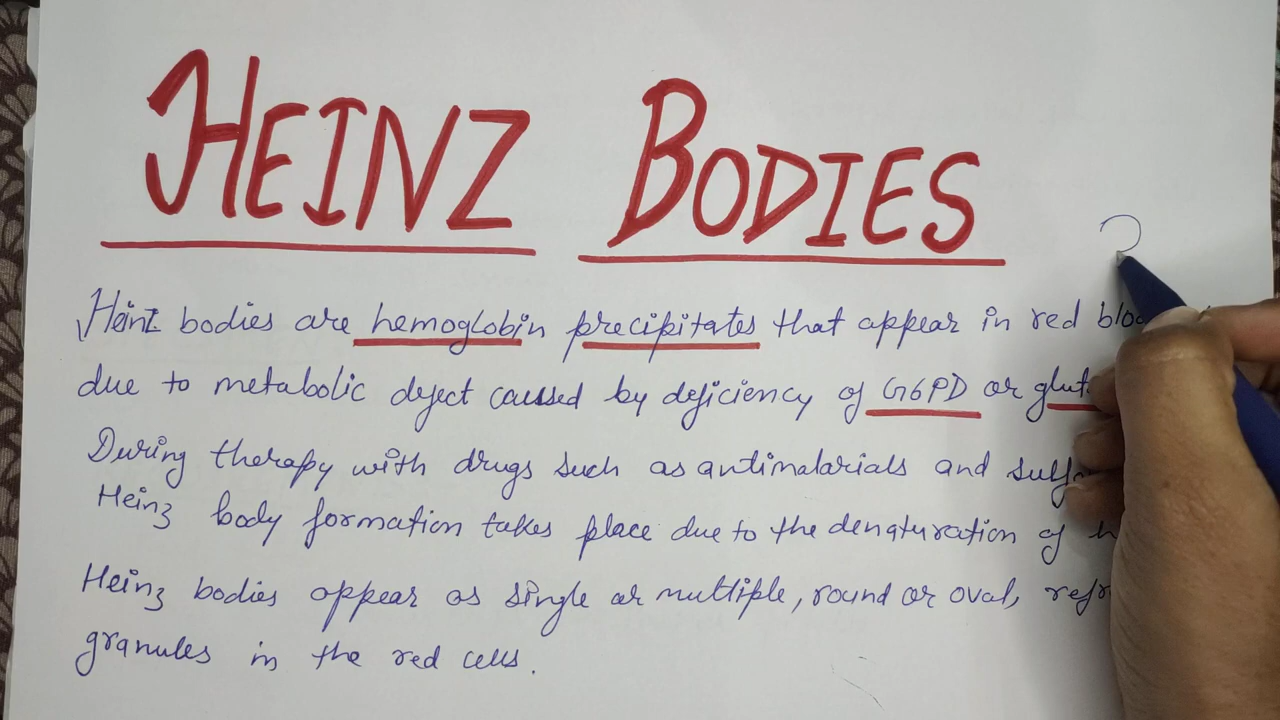 HEINZ BODIES
Heinz bodies are hemoglobin precipitates that appear in red
due to metabolic defect caused by deficiency of G6PD or
During therapy with drugs such as antimalarials and
Heinz body formation takes place due to the denaturation of
Heinz bodies appear as single or multiple, round or oval,
granules in the red cells.